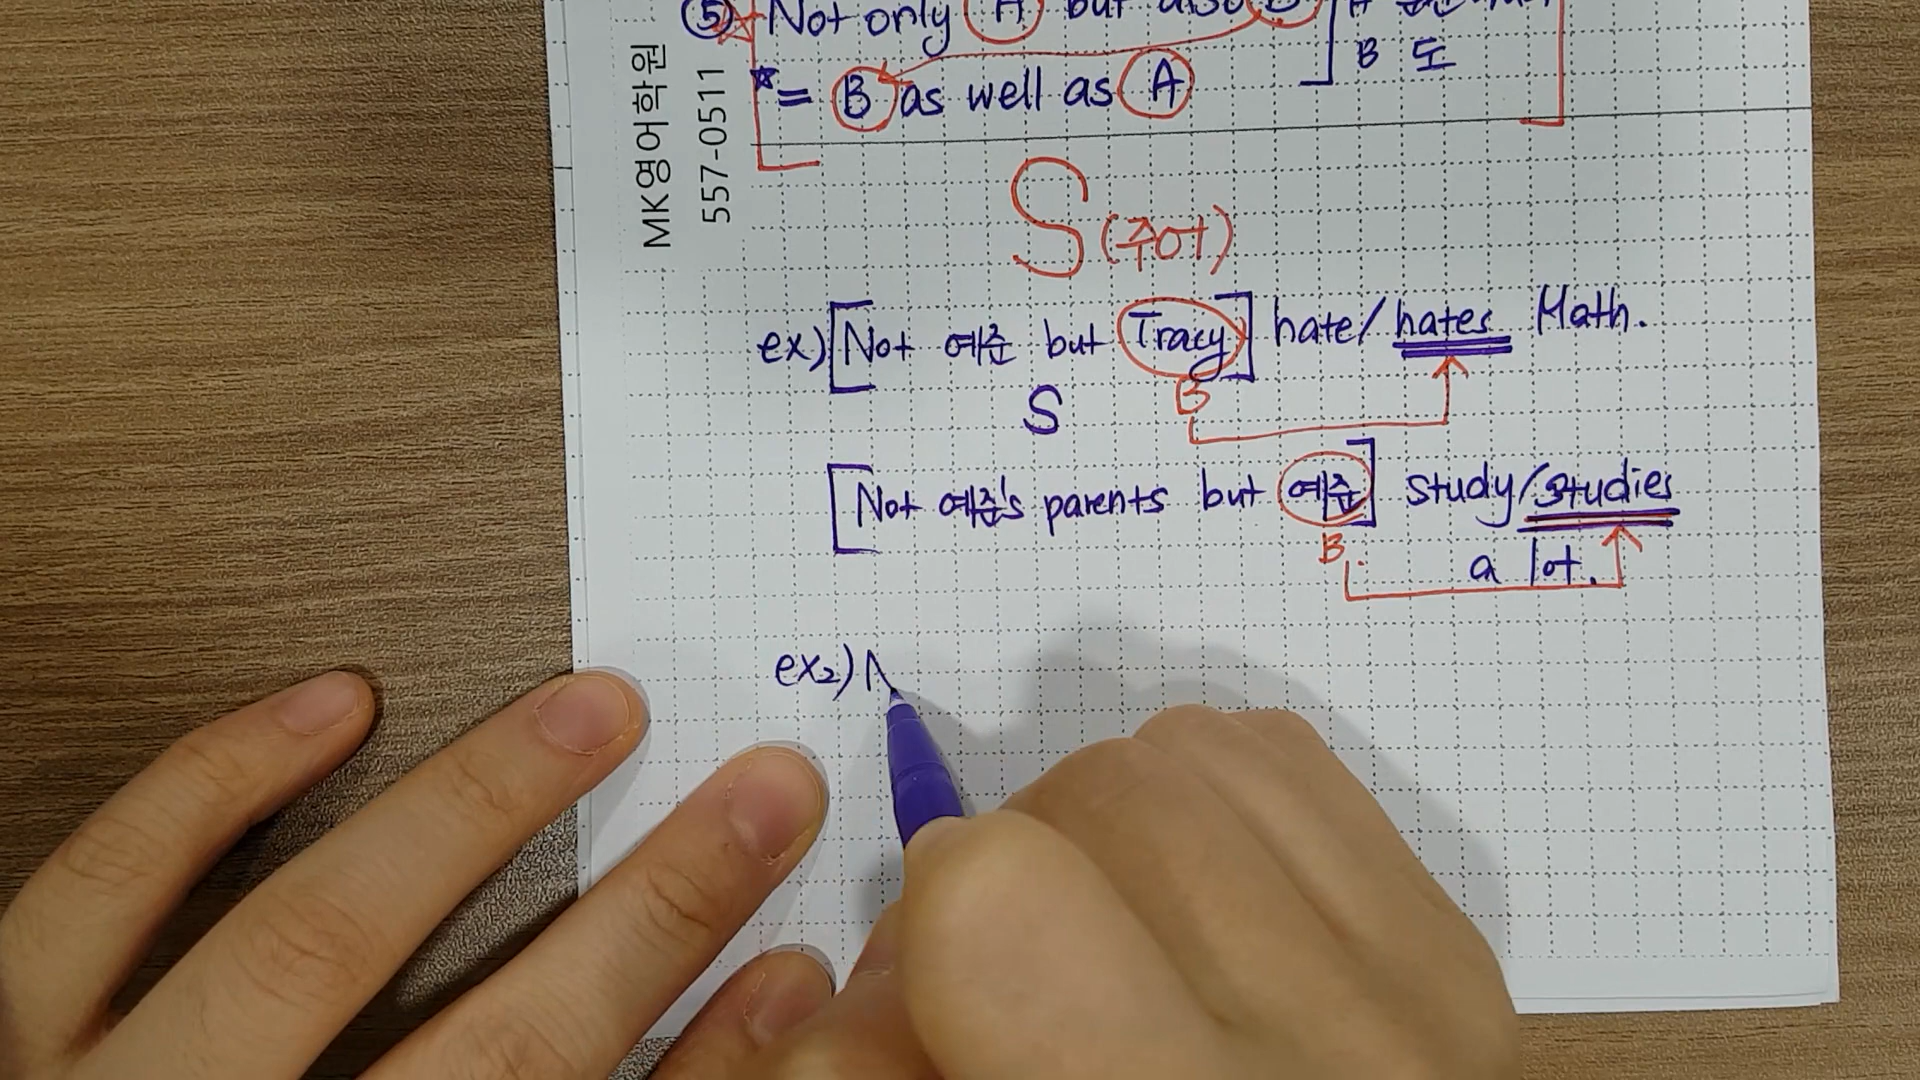 ⑤ Not only A but also B
B 도
= B as well as A
MK영어학원
557-0511
S (주어)
ex) [Not 예준 but Tracy] hate/hates Math.
S
B
[Not 예준's parents but 예준] study/studies
B
a lot.
ex2) N